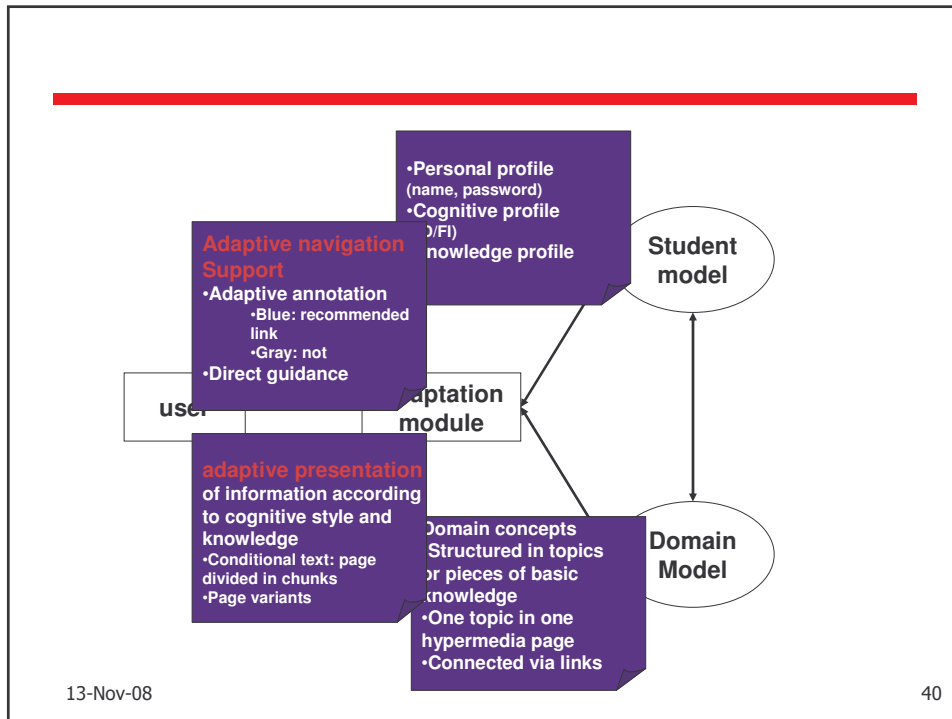 •Personal profile
(name, password)
•Cognitive profile
/FI)
nowledge profile
Student
model
Adaptive navigation
Support
•Adaptive annotation
•Blue: recommended
link
•Gray: not
•Direct guidance
user
aptation
module
adaptive presentation
of information according
to cognitive style and
knowledge
•Conditional text: page
divided in chunks
•Page variants
Domain concepts
Structured in topics
or pieces of basic
knowledge
•One topic in one
hypermedia page
•Connected via links
Domain
Model
13-Nov-08
40